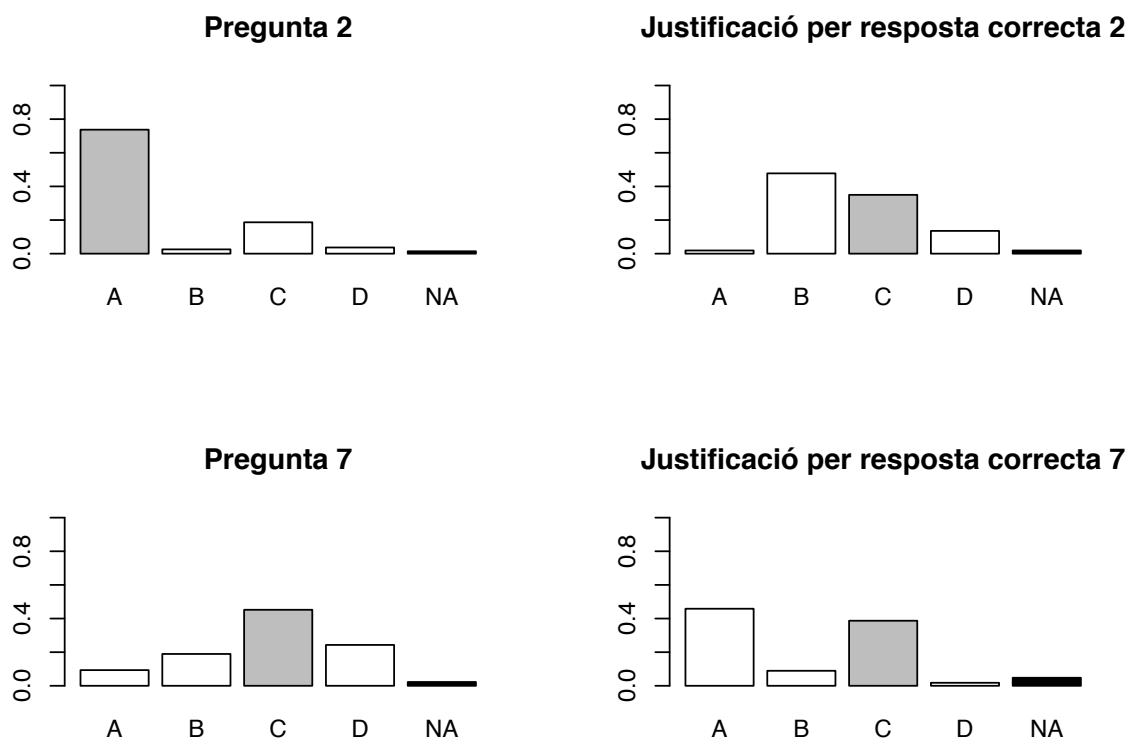 Pregunta 2
0.8
0.4
0.0
A B C D NA
Justificació per resposta correcta 2
0.8
0.4
0.0
A B C D NA
Pregunta 7
0.8
0.4
0.0
A B C D NA
Justificació per resposta correcta 7
0.8
0.4
0.0
A B C D NA